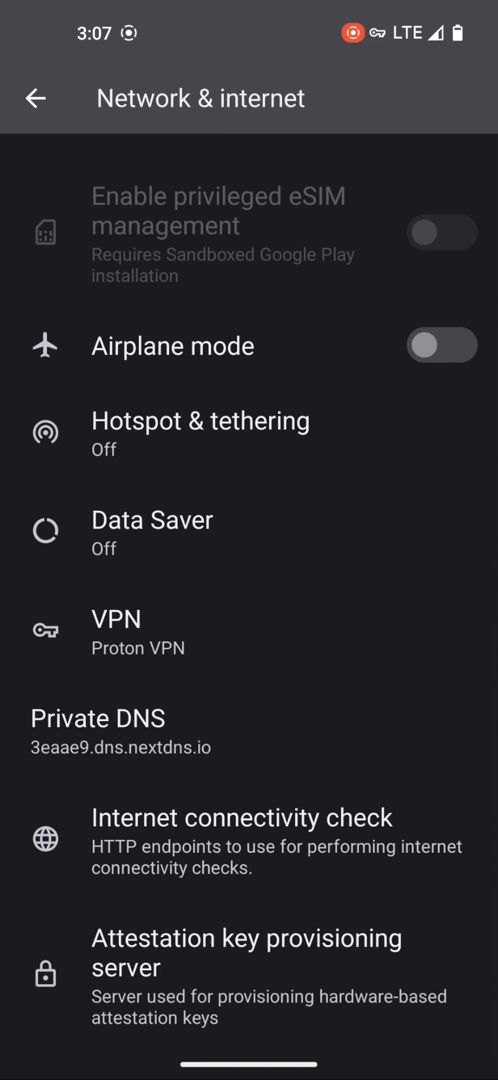 3:07
LTE
Network & internet
Enable privileged eSIM
management
Requires Sandboxed Google Play
installation
Airplane mode
Hotspot & tethering
Off
Data Saver
Off
VPN
Proton VPN
Private DNS
3eaae9.dns.nextdns.io
Internet connectivity check
HTTP endpoints to use for performing internet
connectivity checks.
Attestation key provisioning
server
Server used for provisioning hardware-based
attestation keys